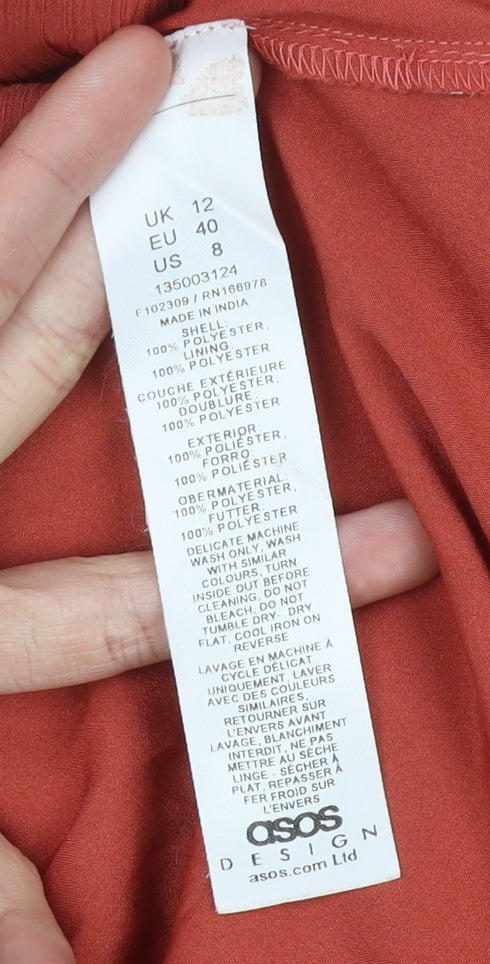 UK 12
EU 40
US 8
135003124
F102309 / RN166978
MADE IN INDIA
SHELL:
100% POLYESTER,
LINING:
100% POLYESTER
COUCHE EXTÉRIEURE:
100% POLYESTER,
DOUBLURE:
100% POLYESTER
EXTERIOR:
100% POLIÉSTER,
FORRO:
100% POLIÉSTER
OBERMATERIAL:
100% POLYESTER,
FUTTER:
100% POLYESTER
DELICATE MACHINE
WASH ONLY, WASH
WITH SIMILAR
COLOURS, TURN
INSIDE OUT BEFORE
CLEANING, DO NOT
BLEACH, DO NOT
TUMBLE DRY - DRY
FLAT, COOL IRON ON
REVERSE
LAVAGE EN MACHINE À
CYCLE DÉLICAT
UNIQUEMENT, LAVER
AVEC DES COULEURS
SIMILAIRES,
RETOURNER SUR
L'ENVERS AVANT
LAVAGE, BLANCHIMENT
INTERDIT, NE PAS
METTRE AU SÈCHE
LINGE - SÉCHER À
PLAT, REPASSER À
FER FROID SUR
L'ENVERS
asos
DESIGN
asos.com Ltd